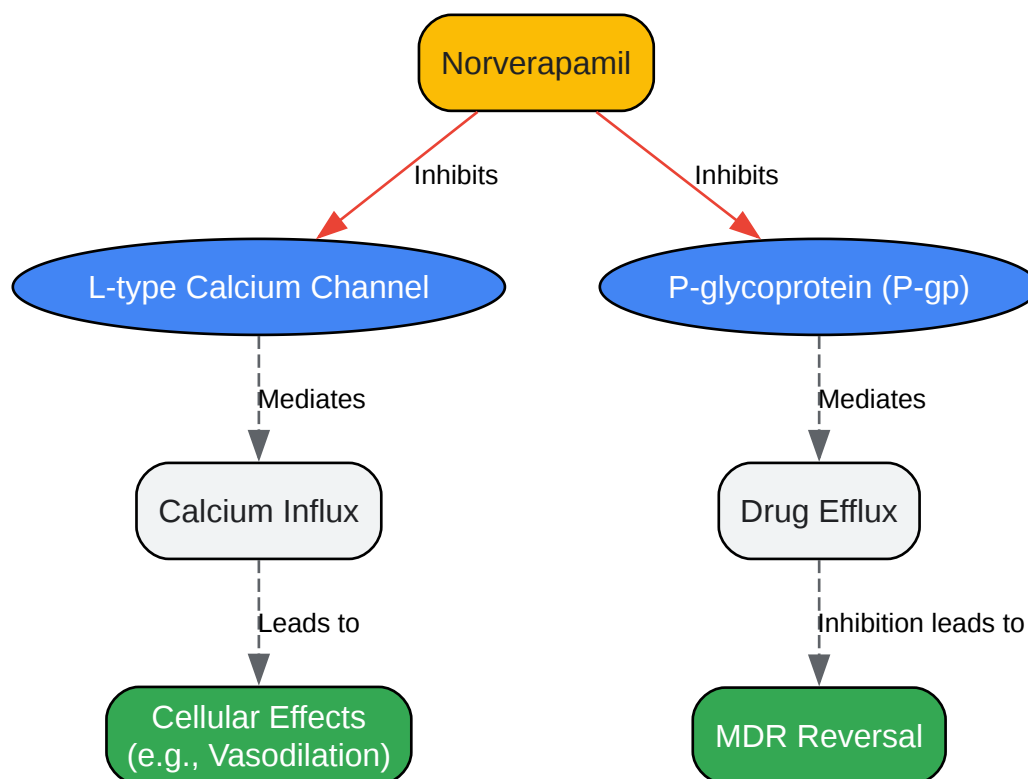 Norverapamil
Inhibits
Inhibits
L-type Calcium Channel
P-glycoprotein (P-gp)
Mediates
Mediates
Calcium Influx
Drug Efflux
Leads to
Inhibition leads to
Cellular Effects
(e.g., Vasodilation)
MDR Reversal